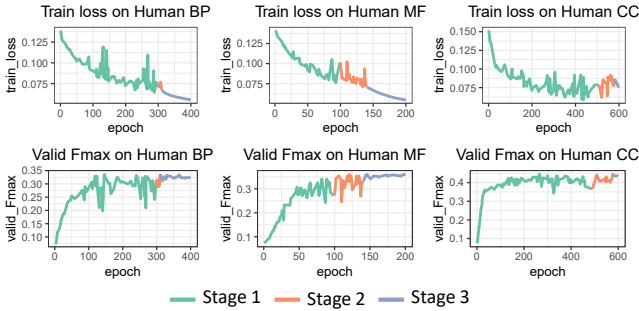 Train loss on Human BP
train_loss
0.125
0.100
0.075
0 100 200 300 400
epoch
Train loss on Human MF
train_loss
0.125
0.100
0.075
0 50 100 150 200
epoch
Train loss on Human CC
train_loss
0.150
0.125
0.100
0.075
0 200 400 600
epoch
Valid Fmax on Human BP
valid_Fmax
0.35
0.30
0.25
0.20
0.15
0.10
0 100 200 300 400
epoch
Valid Fmax on Human MF
valid_Fmax
0.3
0.2
0.1
0 50 100 150 200
epoch
Valid Fmax on Human CC
valid_Fmax
0.4
0.3
0.2
0.1
0 200 400 600
epoch
Stage 1 Stage 2 Stage 3